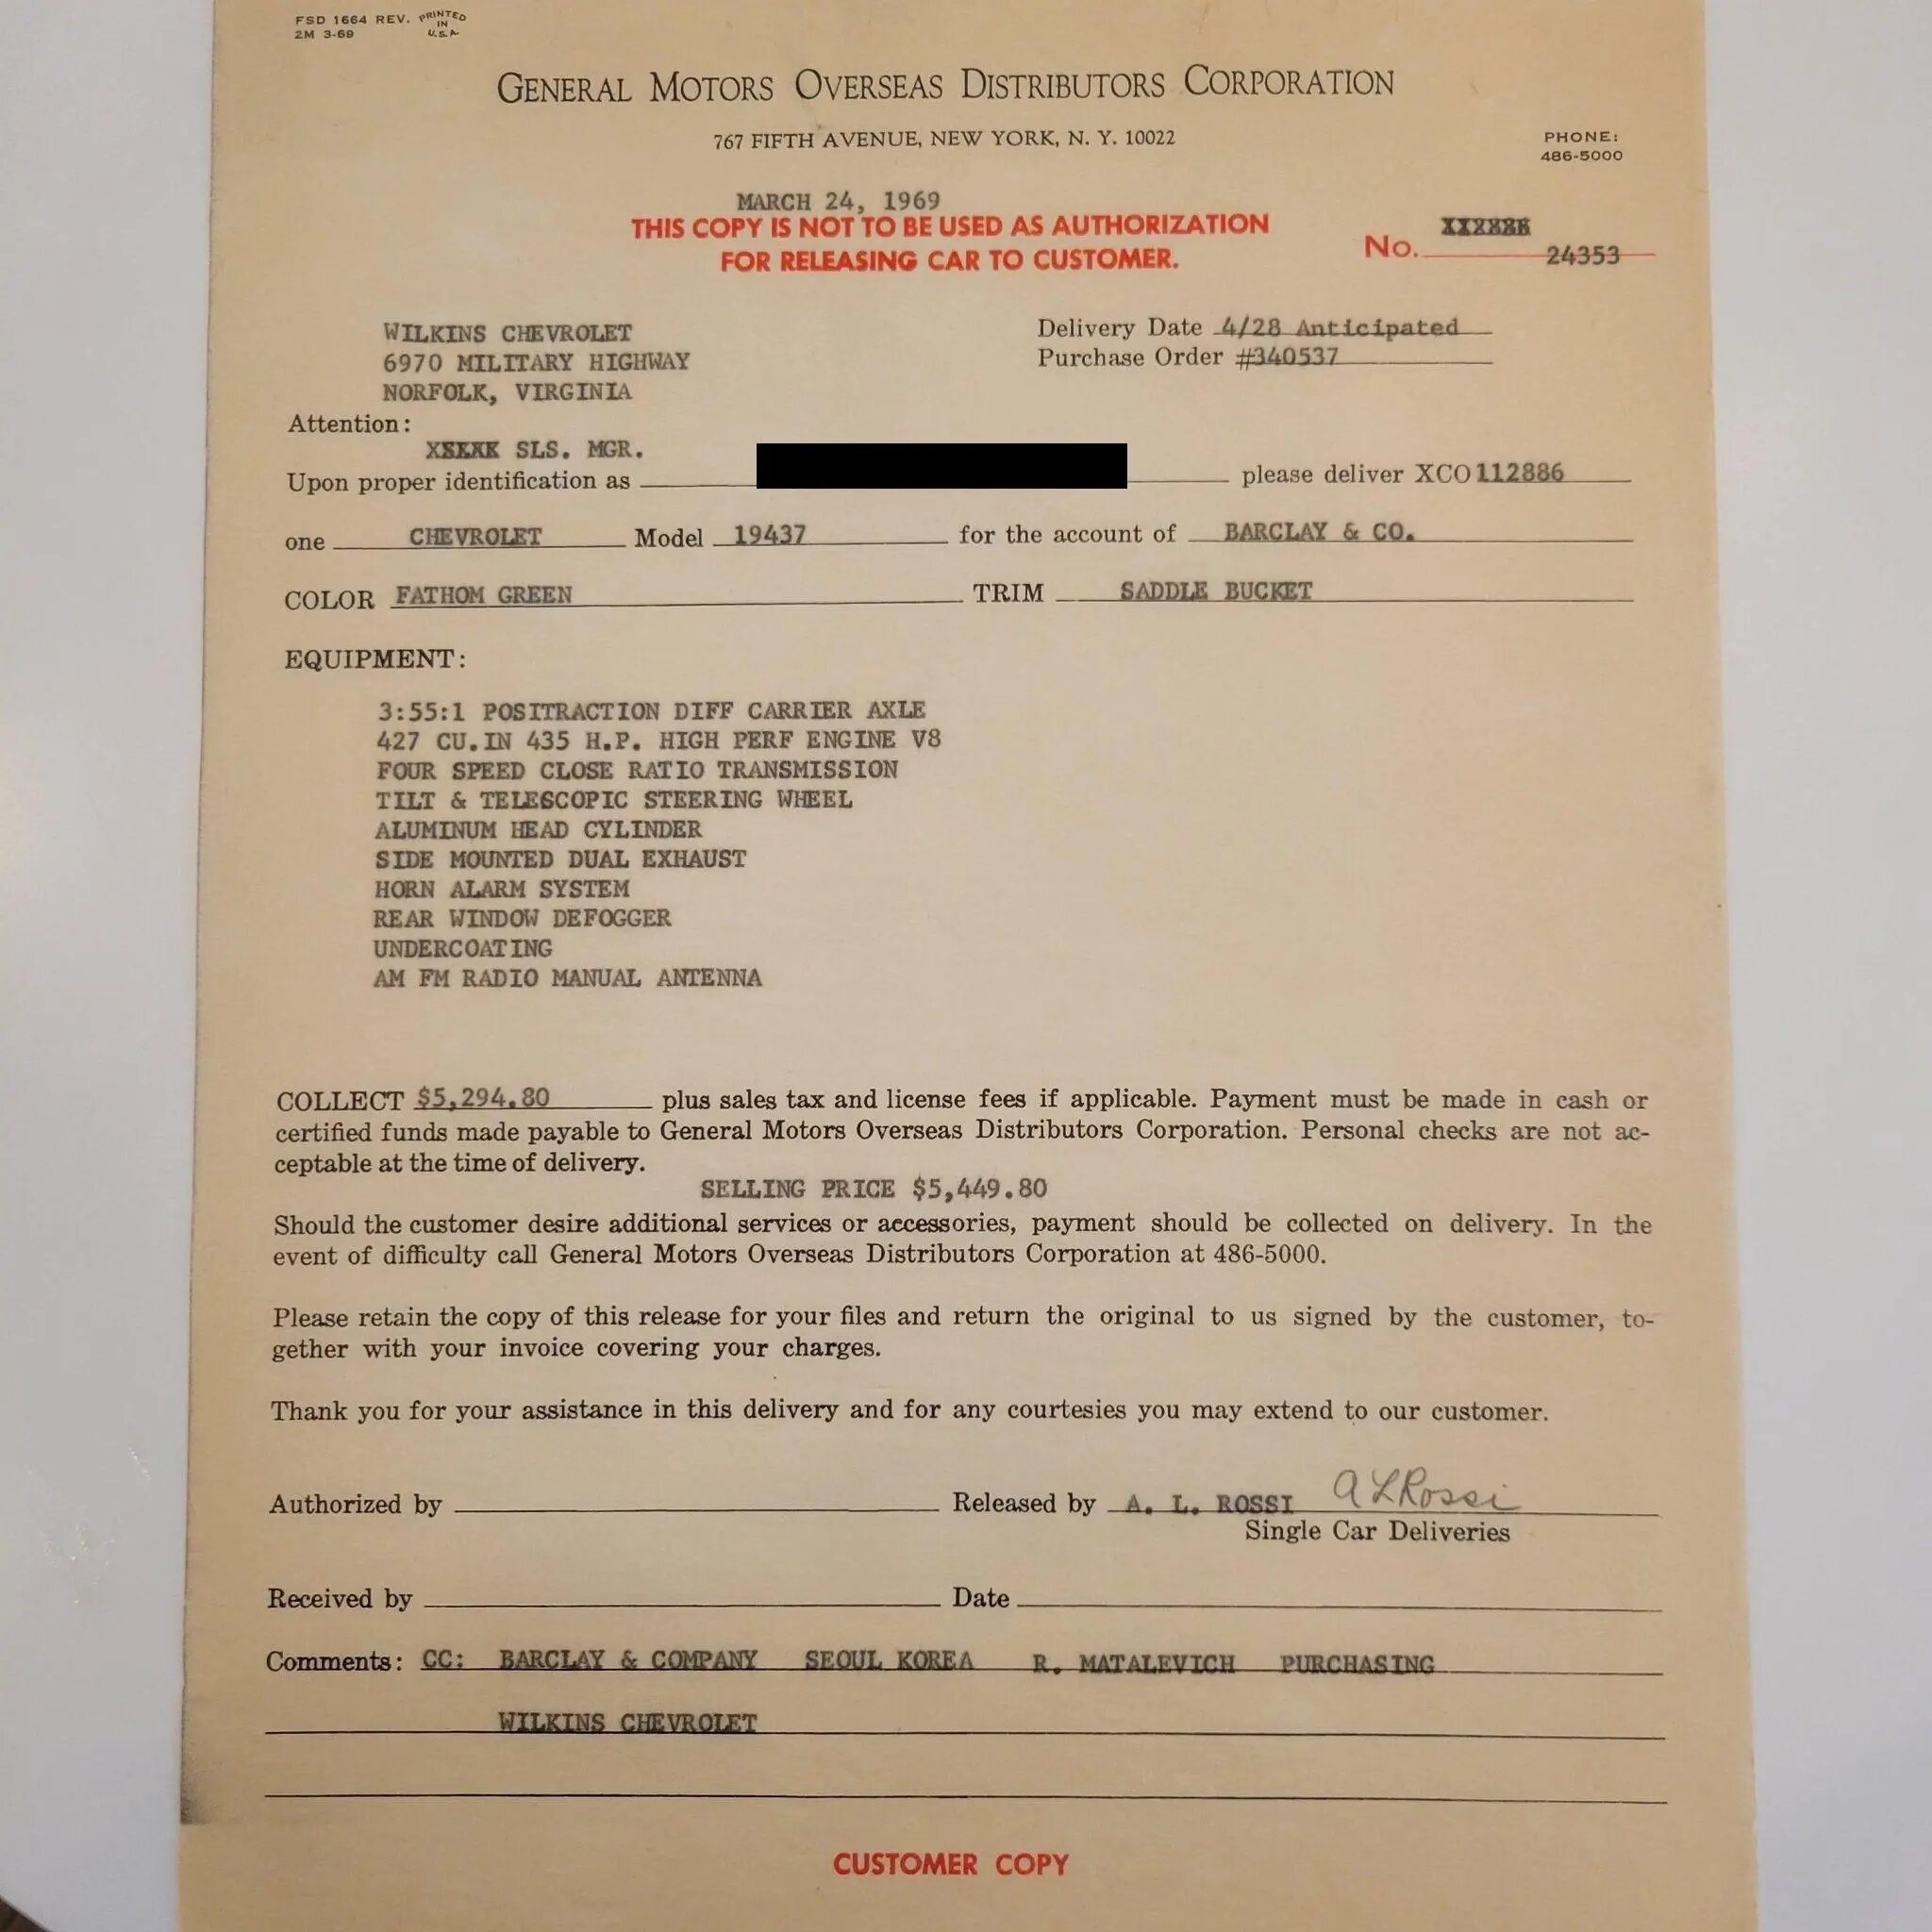 FSD 1664 REV. PRINTED IN U.S.A.
2M 3-69
GENERAL MOTORS OVERSEAS DISTRIBUTORS CORPORATION
767 FIFTH AVENUE, NEW YORK, N. Y. 10022
PHONE:
486-5000
MARCH 24, 1969
THIS COPY IS NOT TO BE USED AS AUTHORIZATION
FOR RELEASING CAR TO CUSTOMER.
No. 24353
WILKINS CHEVROLET
6970 MILITARY HIGHWAY
NORFOLK, VIRGINIA
Delivery Date 4/28 Anticipated
Purchase Order #340537
Attention:
SLS. MGR.
Upon proper identification as please deliver XCO 112886
one CHEVROLET Model 19437 for the account of BARCLAY & CO.
COLOR FATHOM GREEN TRIM SADDLE BUCKET
EQUIPMENT:
3:55:1 POSITRACTION DIFF CARRIER AXLE
427 CU.IN 435 H.P. HIGH PERF ENGINE V8
FOUR SPEED CLOSE RATIO TRANSMISSION
TILT & TELESCOPIC STEERING WHEEL
ALUMINUM HEAD CYLINDER
SIDE MOUNTED DUAL EXHAUST
HORN ALARM SYSTEM
REAR WINDOW DEFOGGER
UNDERCOATING
AM FM RADIO MANUAL ANTENNA
COLLECT $5,294.80 plus sales tax and license fees if applicable. Payment must be made in cash or
certified funds made payable to General Motors Overseas Distributors Corporation. Personal checks are not ac-
ceptable at the time of delivery.
SELLING PRICE $5,449.80
Should the customer desire additional services or accessories, payment should be collected on delivery. In the
event of difficulty call General Motors Overseas Distributors Corporation at 486-5000.
Please retain the copy of this release for your files and return the original to us signed by the customer, to-
gether with your invoice covering your charges.
Thank you for your assistance in this delivery and for any courtesies you may extend to our customer.
Authorized by Released by A. L. ROSSI A L Rossi
Single Car Deliveries
Received by Date
Comments: CC: BARCLAY & COMPANY SEOUL KOREA R. MATALEVICH PURCHASING
WILKINS CHEVROLET
CUSTOMER COPY